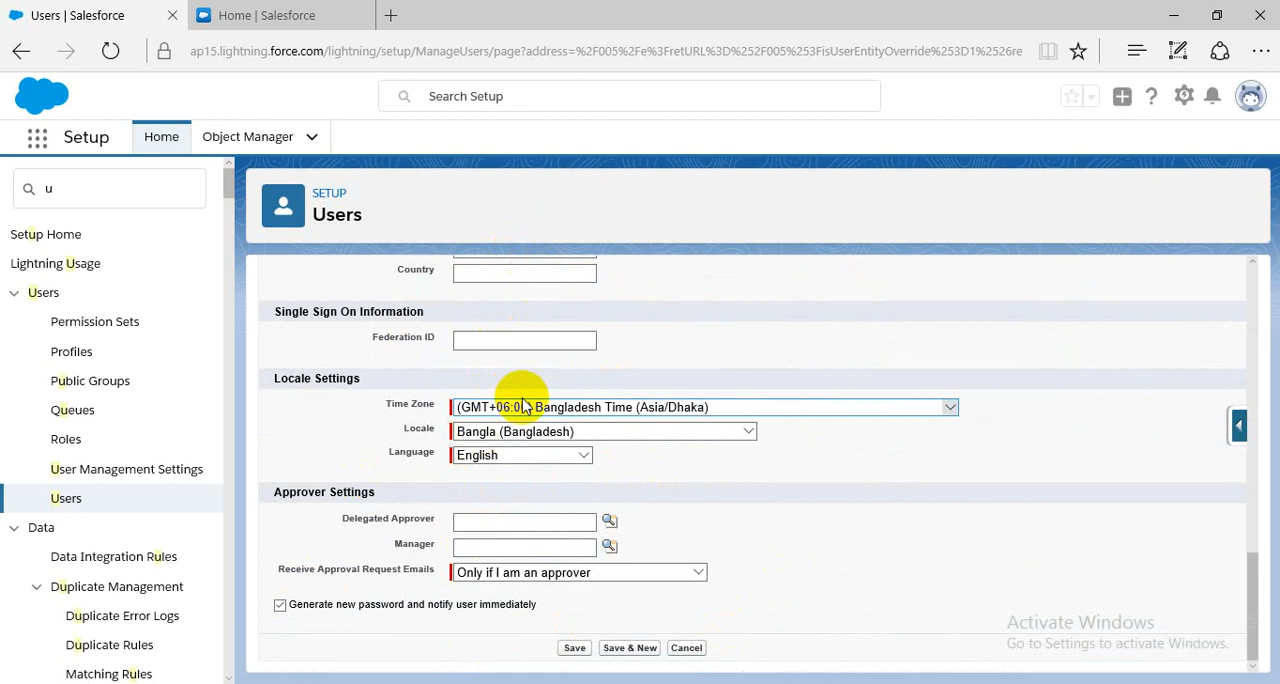 Users | Salesforce
Home | Salesforce
ap15.lightning.force.com/lightning/setup/ManageUsers/page?address=%2F005%2Fe%3FretURL%3D%252F005%253FisUserEntityOverride%253D1%2526re
Search Setup
Setup
Home
Object Manager
u
Setup Home
Lightning Usage
Users
Permission Sets
Profiles
Public Groups
Queues
Roles
User Management Settings
Users
Data
Data Integration Rules
Duplicate Management
Duplicate Error Logs
Duplicate Rules
Matching Rules
SETUP
Users
Country
Single Sign On Information
Federation ID
Locale Settings
Time Zone (GMT+06:00) Bangladesh Time (Asia/Dhaka)
Locale Bangla (Bangladesh)
Language English
Approver Settings
Delegated Approver
Manager
Receive Approval Request Emails Only if I am an approver
Generate new password and notify user immediately
Save Save & New Cancel
Activate Windows
Go to Settings to activate Windows.